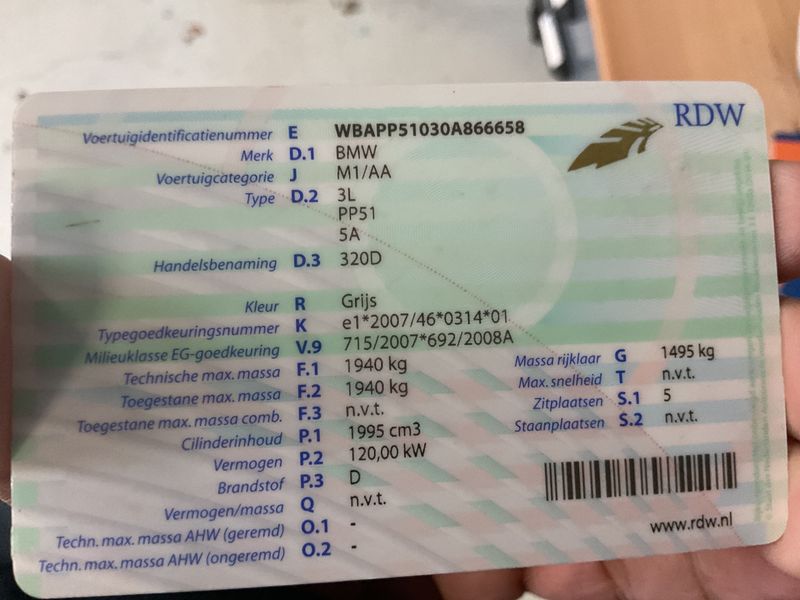 RDW
Voertuigidentificatienummer E WBAPP51030A866658
Merk D.1 BMW
Voertuigcategorie J M1/AA
Type D.2 3L
PP51
5A
Handelsbenaming D.3 320D
Kleur R Grijs
Typegoedkeuringsnummer K e1*2007/46*0314*01
Milieuklasse EG-goedkeuring V.9 715/2007*692/2008A
Technische max. massa F.1 1940 kg
Toegestane max. massa F.2 1940 kg
Toegestane max. massa comb. F.3 n.v.t.
Cilinderinhoud P.1 1995 cm3
Vermogen P.2 120,00 kW
Brandstof P.3 D
Vermogen/massa Q n.v.t.
Techn. max. massa AHW (geremd) O.1 -
Techn. max. massa AHW (ongeremd) O.2 -
Massa rijklaar G 1495 kg
Max. snelheid T n.v.t.
Zitplaatsen S.1 5
Staanplaatsen S.2 n.v.t.
www.rdw.nl